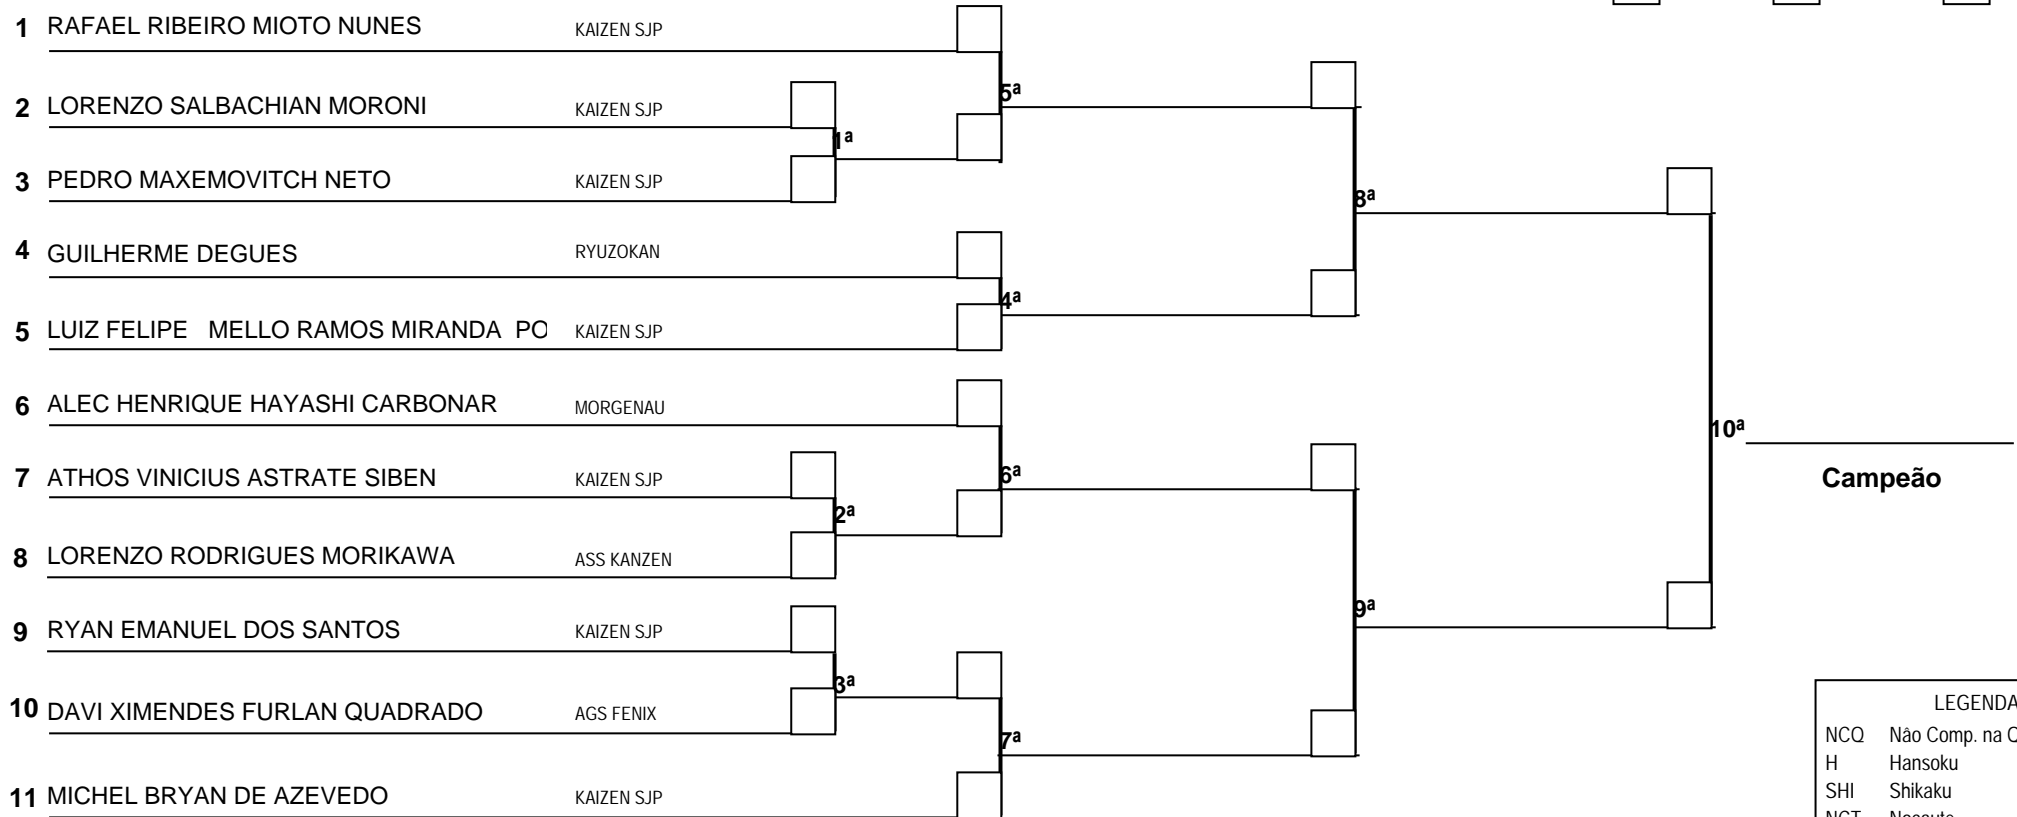 1 RAFAEL RIBEIRO MIOTO NUNES KAIZEN SJP
5ª
2 LORENZO SALBACHIAN MORONI KAIZEN SJP
1ª
3 PEDRO MAXEMOVITCH NETO KAIZEN SJP
8ª
4 GUILHERME DEGUES RYUZOKAN
4ª
5 LUIZ FELIPE MELLO RAMOS MIRANDA PO KAIZEN SJP
6 ALEC HENRIQUE HAYASHI CARBONAR MORGENAU
10ª
7 ATHOS VINICIUS ASTRATE SIBEN KAIZEN SJP
6ª
Campeão
2ª
8 LORENZO RODRIGUES MORIKAWA ASS KANZEN
9ª
9 RYAN EMANUEL DOS SANTOS KAIZEN SJP
3ª
10 DAVI XIMENDES FURLAN QUADRADO AGS FENIX
7ª
11 MICHEL BRYAN DE AZEVEDO KAIZEN SJP
LEGENDA
NCQ Nâo Comp. na Q
H Hansoku
SHI Shikaku